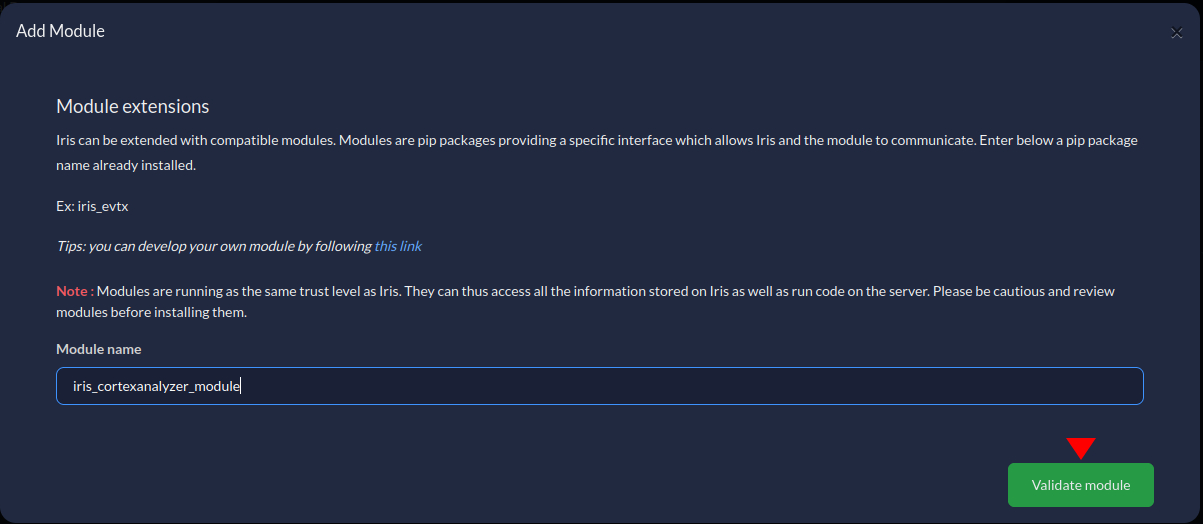 Add Module
×
Module extensions
Iris can be extended with compatible modules. Modules are pip packages providing a specific interface which allows Iris and the module to communicate. Enter below a pip package
name already installed.
Ex: iris_evtx
Tips: you can develop your own module by following this link
Note : Modules are running as the same trust level as Iris. They can thus access all the information stored on Iris as well as run code on the server. Please be cautious and review
modules before installing them.
Module name
iris_cortexanalyzer_module
Validate module